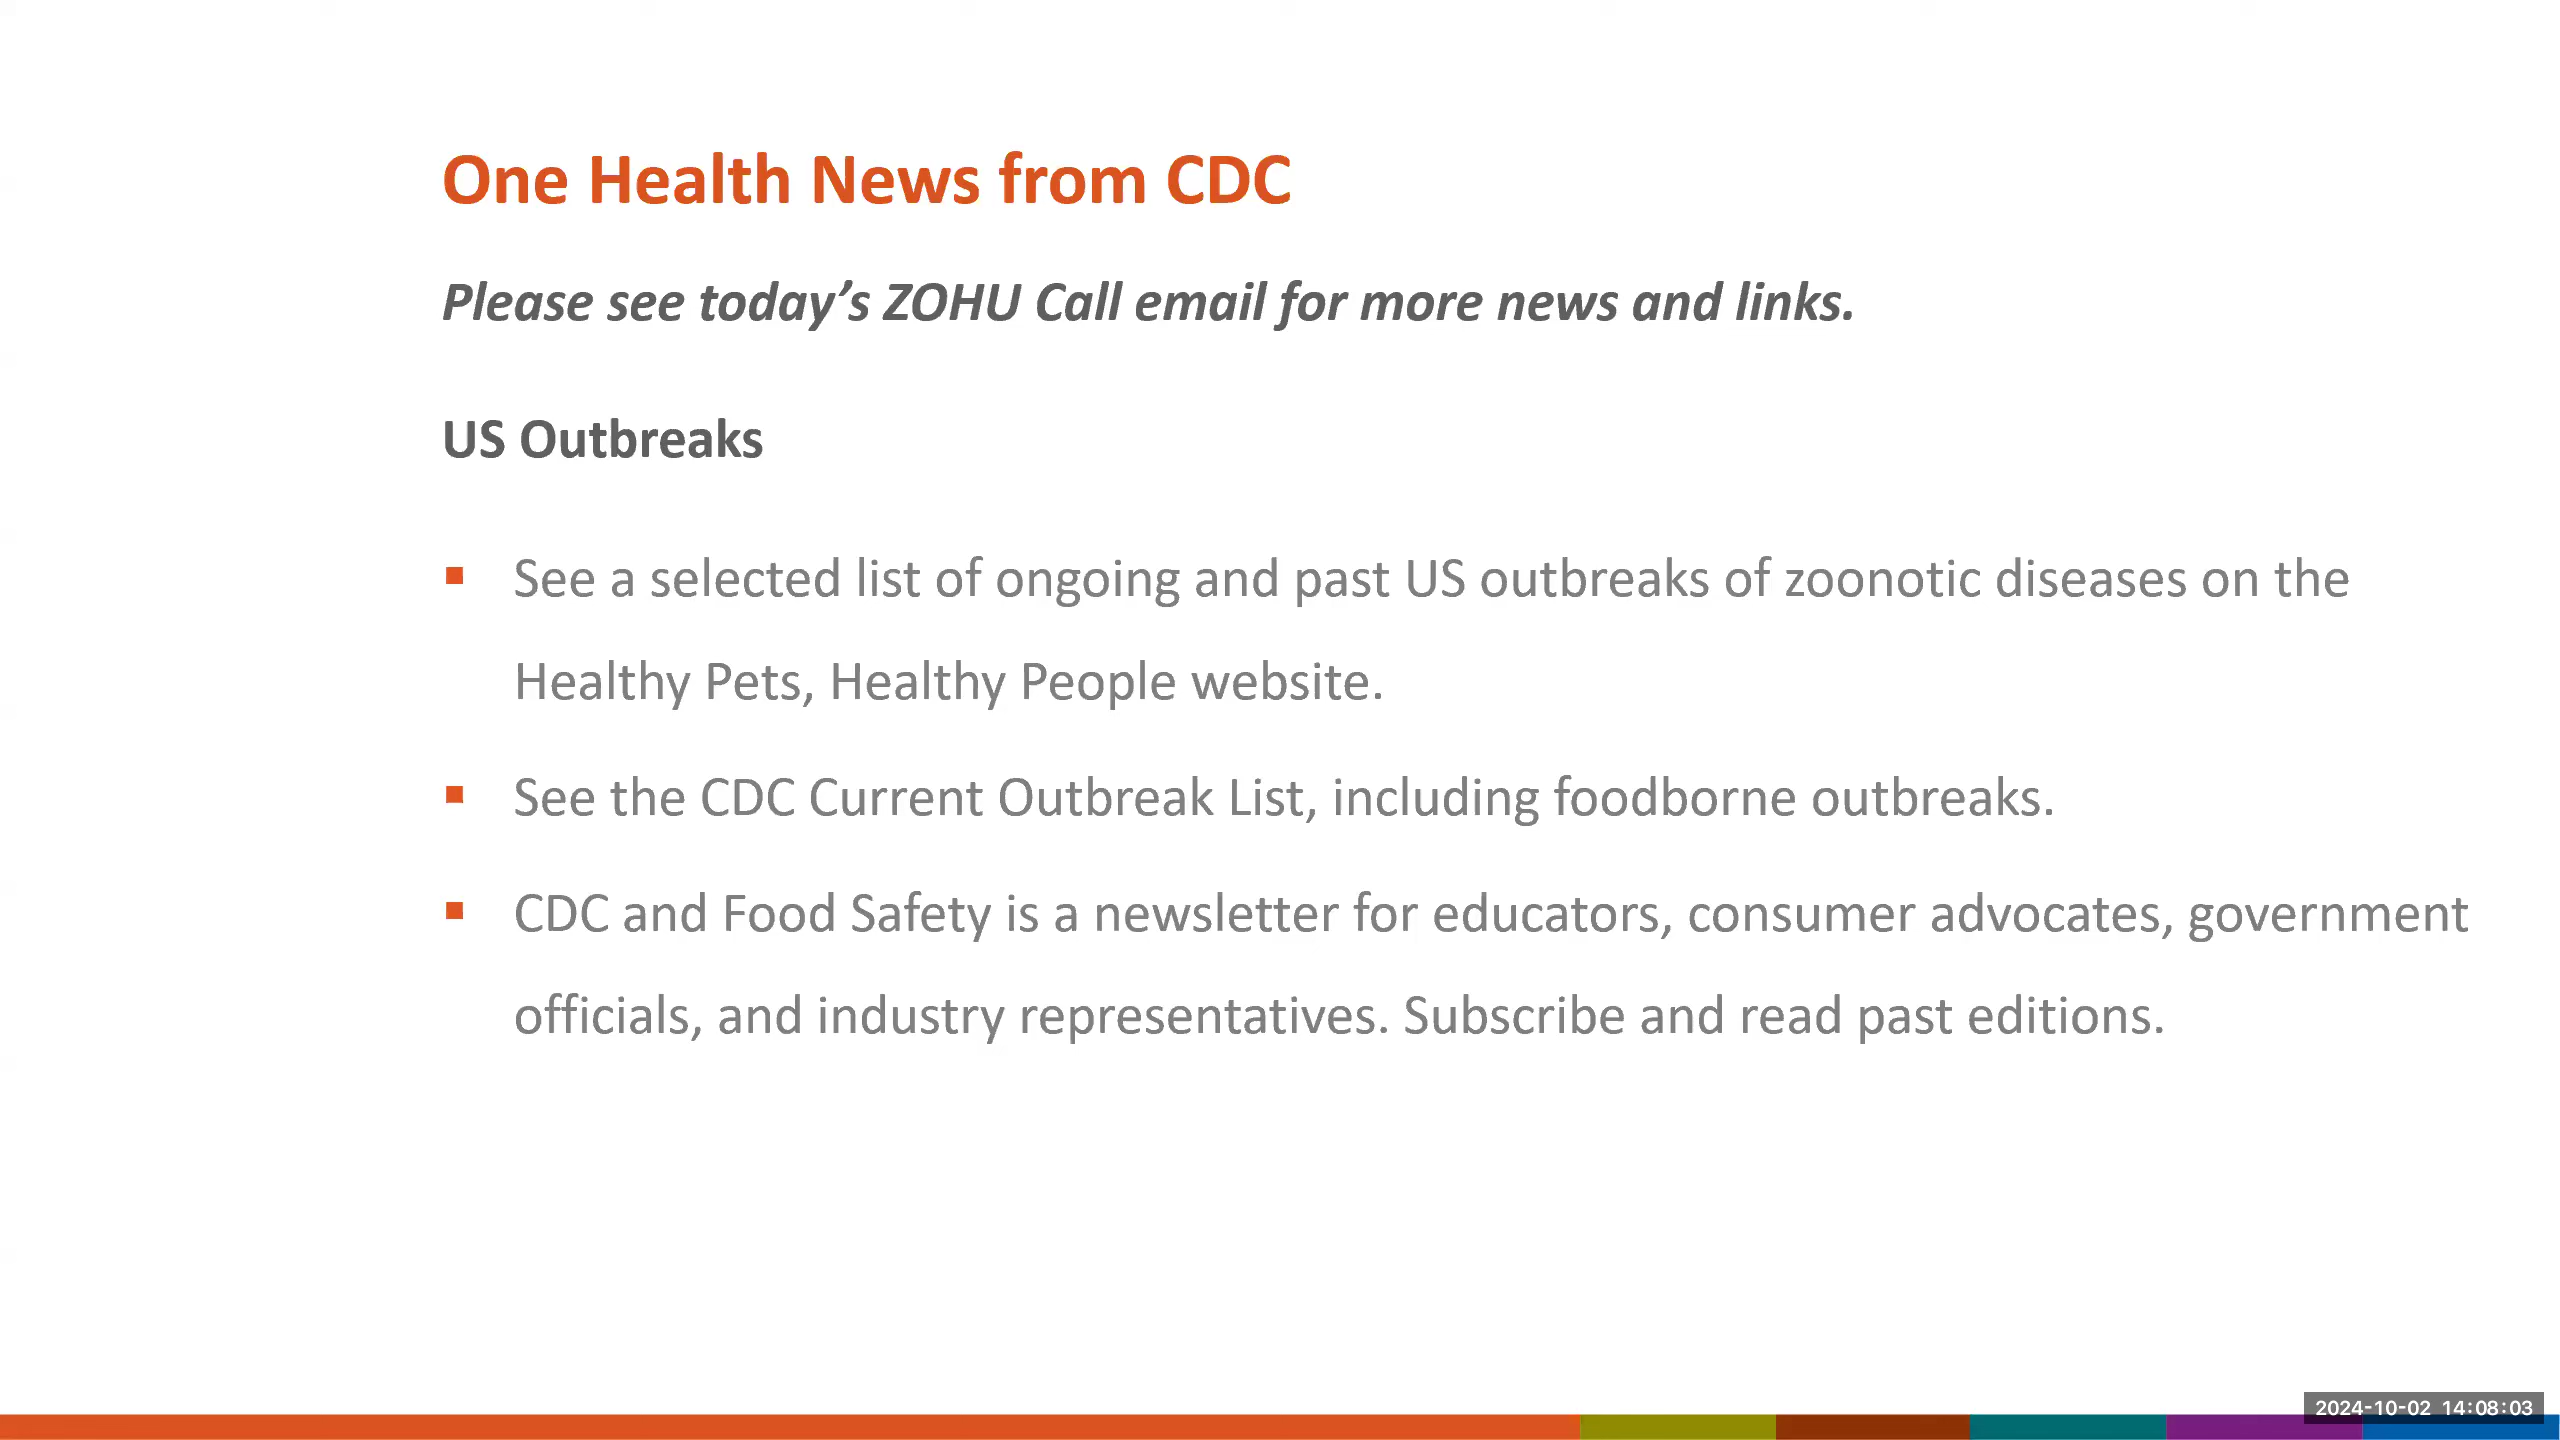 One Health News from CDC
Please see today’s ZOHU Call email for more news and links.
US Outbreaks
▪ See a selected list of ongoing and past US outbreaks of zoonotic diseases on the
Healthy Pets, Healthy People website.
▪ See the CDC Current Outbreak List, including foodborne outbreaks.
▪ CDC and Food Safety is a newsletter for educators, consumer advocates, government
officials, and industry representatives. Subscribe and read past editions.
2024-10-02 14:08:03